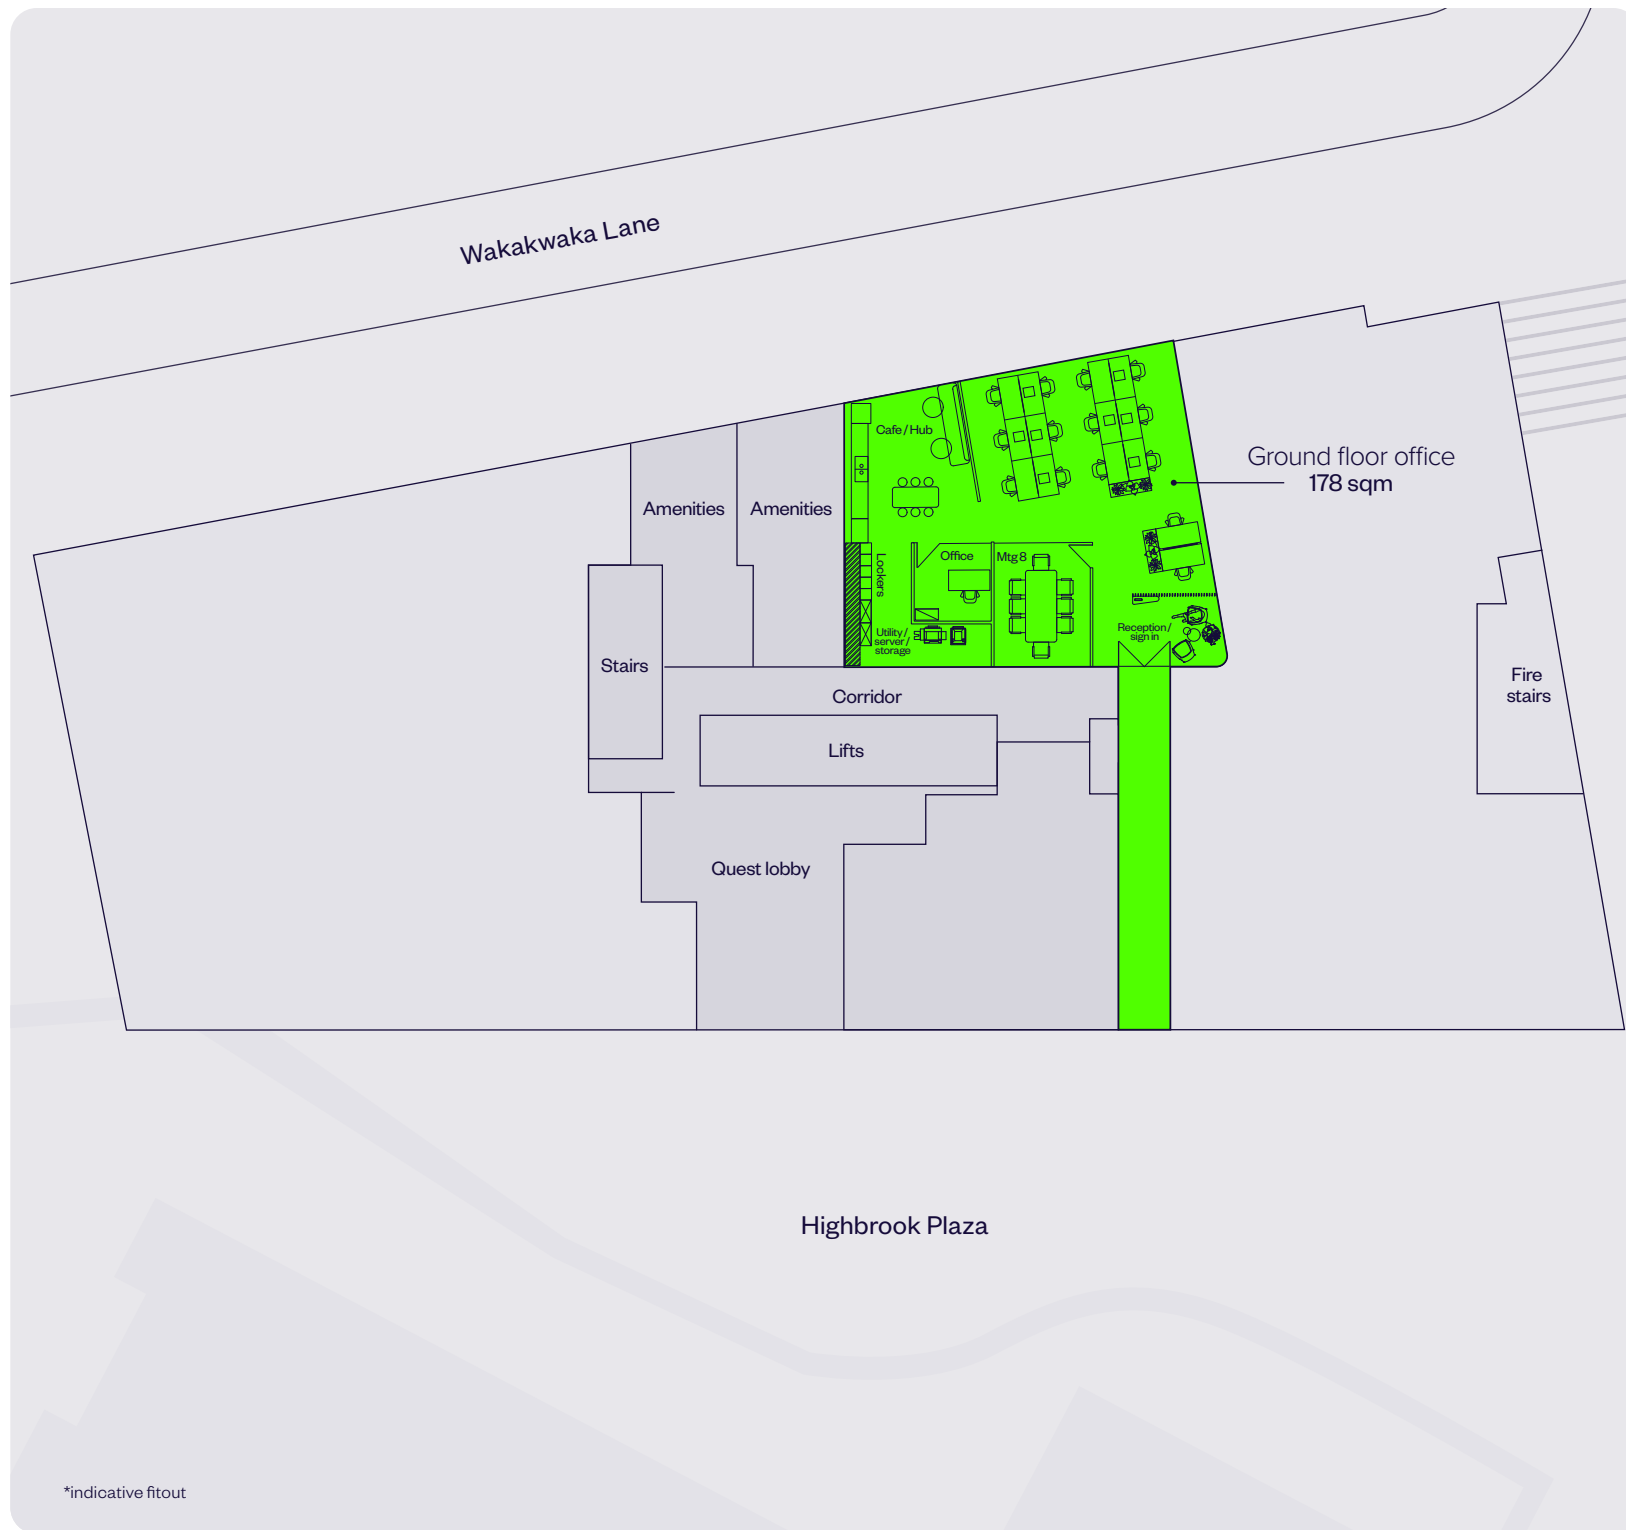 Wakakwaka Lane
Cafe / Hub
Ground floor office
178 sqm
Amenities
Amenities
Office
Mtg 8
Lockers
Utility /
server /
storage
Reception /
sign in
Stairs
Fire
stairs
Corridor
Lifts
Quest lobby
Highbrook Plaza
*indicative fitout